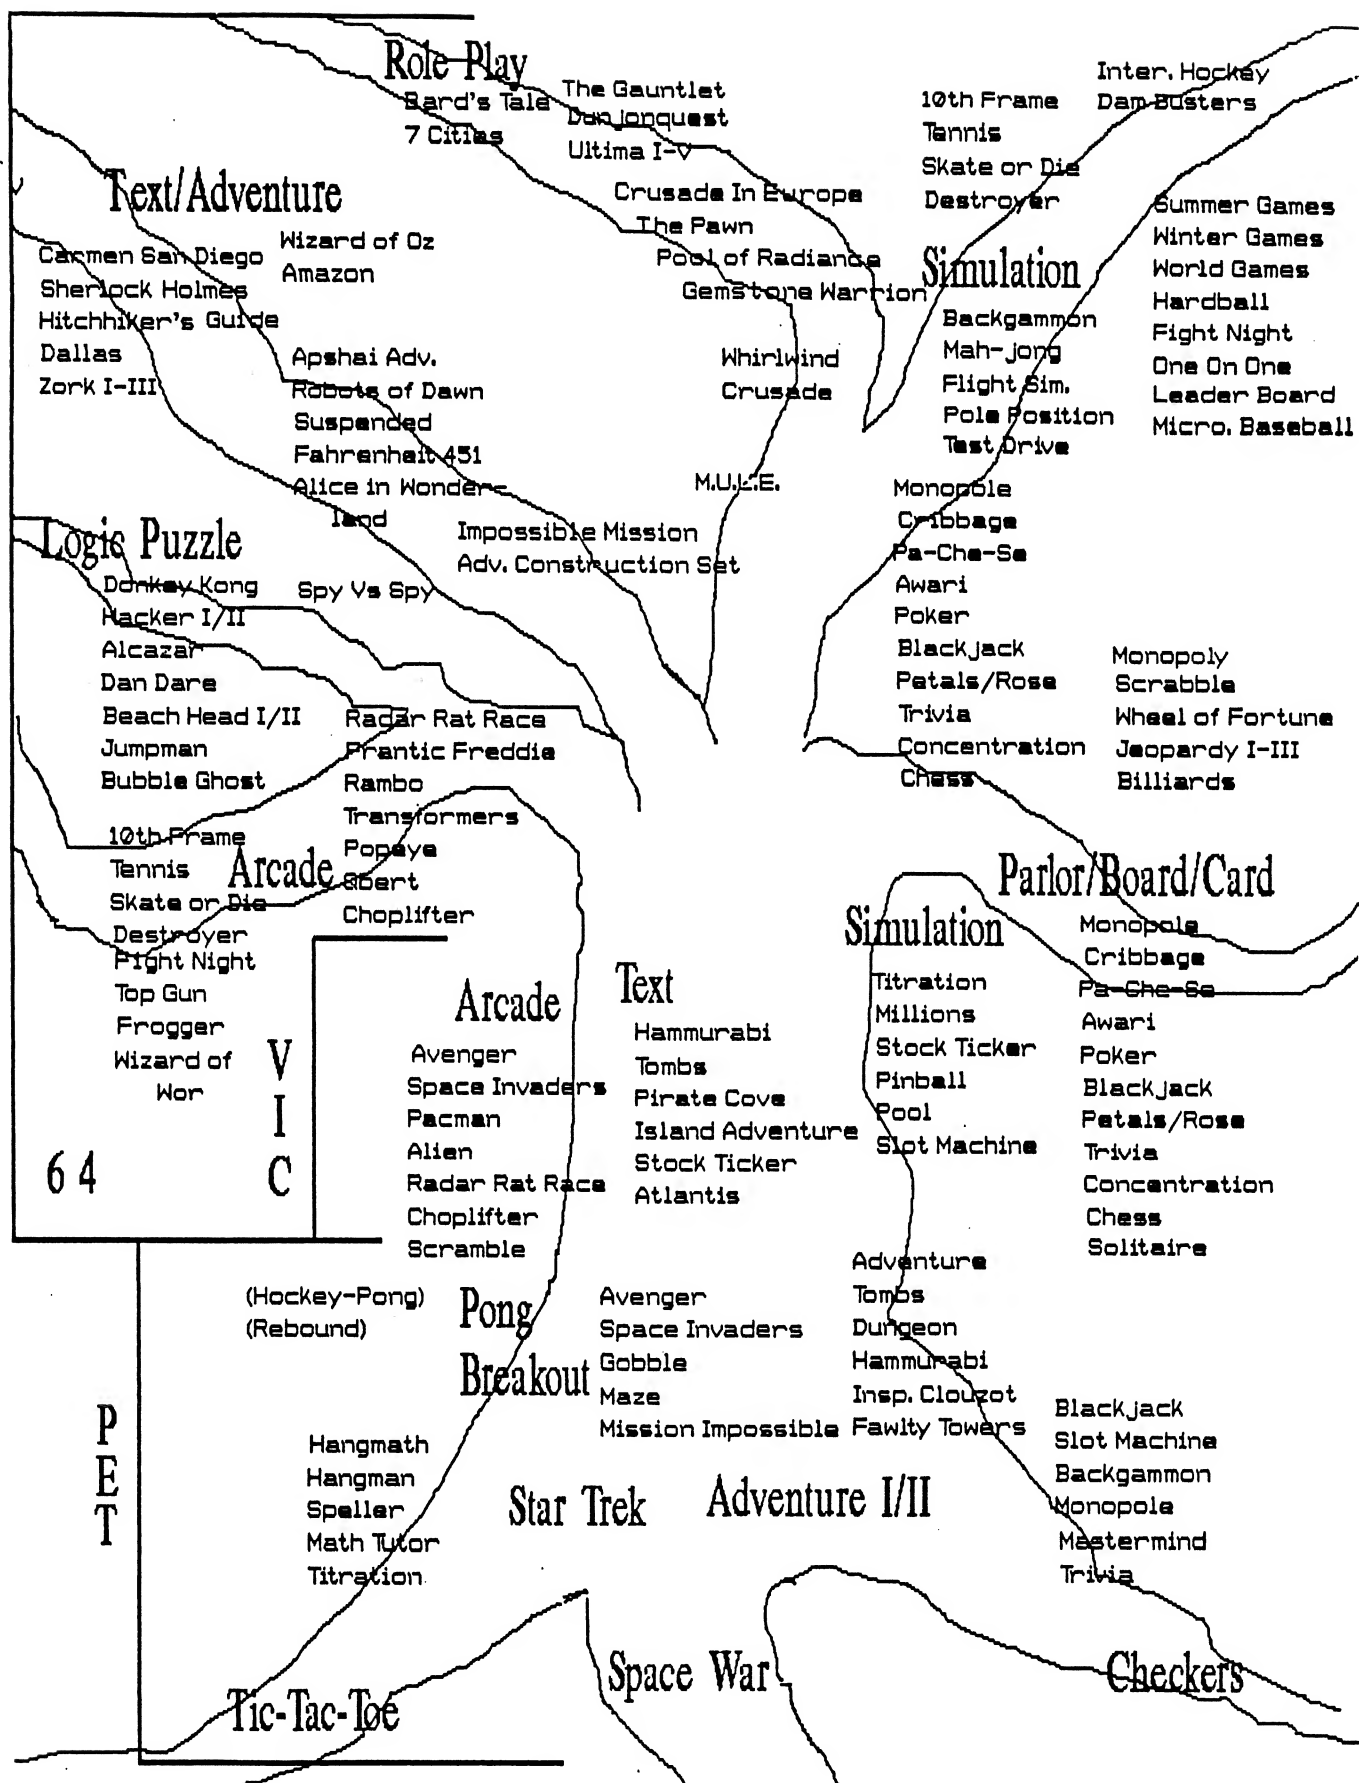 Role Play
Bard's Tale
7 Cities
The Gauntlet
Dunjonquest
Ultima I-V
Crusade In Europe
The Pawn
Pool of Radiance
Gemstone Warrion
Whirlwind
Crusade
M.U.L.E.
Inter. Hockey
Dam Busters
10th Frame
Tennis
Skate or Die
Destroyer
Simulation
Backgammon
Mah-jong
Flight Sim.
Pole Position
Test Drive
Summer Games
Winter Games
World Games
Hardball
Fight Night
One On One
Leader Board
Micro. Baseball
Text/Adventure
Carmen San Diego
Sherlock Holmes
Hitchhiker's Guide
Dallas
Zork I-III
Wizard of Oz
Amazon
Apshai Adv.
Robots of Dawn
Suspended
Fahrenheit 451
Alice in Wonder-
land
Impossible Mission
Adv. Construction Set
Logic Puzzle
Donkey Kong
Hacker I/II
Alcazar
Dan Dare
Beach Head I/II
Jumpman
Bubble Ghost
Spy Vs Spy
Radar Rat Race
Frantic Freddie
Rambo
Transformers
Popeye
Qbert
Choplifter
Arcade
10th Frame
Tennis
Skate or Die
Destroyer
Fight Night
Top Gun
Frogger
Wizard of
Wor
Monopole
Cribbage
Pa-Che-Se
Awari
Poker
Blackjack
Petals/Rose
Trivia
Concentration
Chess
Monopoly
Scrabble
Wheel of Fortune
Jeopardy I-III
Billiards
Parlor/Board/Card
Monopole
Cribbage
Pa-Che-Se
Awari
Poker
Blackjack
Petals/Rose
Trivia
Concentration
Chess
Solitaire
64
VIC
Arcade
Avenger
Space Invaders
Pacman
Alien
Radar Rat Race
Choplifter
Scramble
Text
Hammurabi
Tombs
Pirate Cove
Island Adventure
Stock Ticker
Atlantis
Simulation
Titration
Millions
Stock Ticker
Pinball
Pool
Slot Machine
PET
(Hockey-Pong)
(Rebound)
Pong
Breakout
Avenger
Space Invaders
Gobble
Maze
Mission Impossible
Adventure
Tombs
Dungeon
Hammurabi
Insp. Clouzot
Fawlty Towers
Blackjack
Slot Machine
Backgammon
Monopole
Mastermind
Trivia
Hangmath
Hangman
Speller
Math Tutor
Titration
Star Trek
Adventure I/II
Space War
Tic-Tac-Toe
Checkers